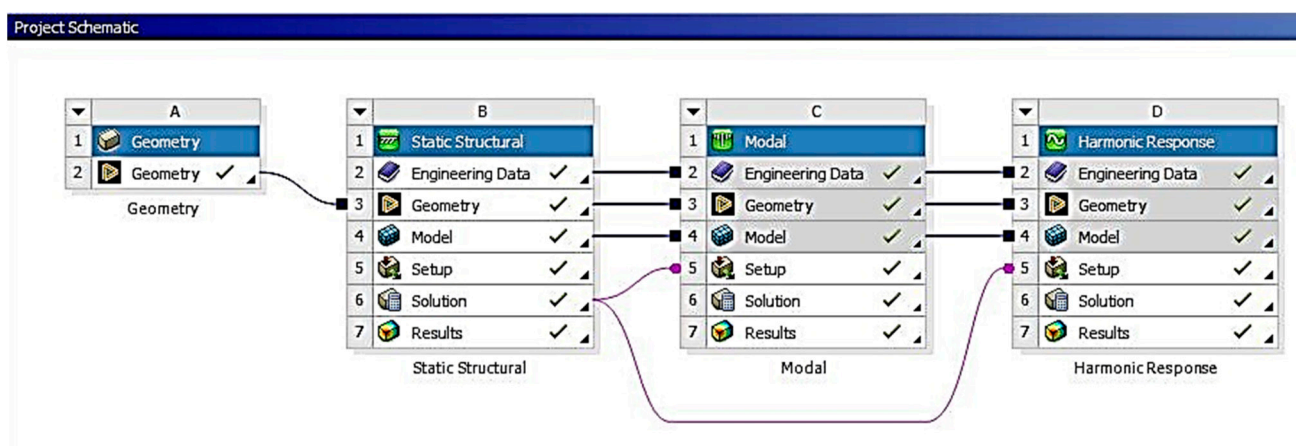 Project Schematic
A
1 Geometry
2 Geometry
Geometry
B
1 Static Structural
2 Engineering Data
3 Geometry
4 Model
5 Setup
6 Solution
7 Results
Static Structural
C
1 Modal
2 Engineering Data
3 Geometry
4 Model
5 Setup
6 Solution
7 Results
Modal
D
1 Harmonic Response
2 Engineering Data
3 Geometry
4 Model
5 Setup
6 Solution
7 Results
Harmonic Response